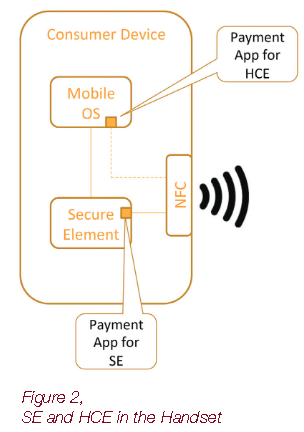 Consumer Device
Payment
App for
HCE
Mobile
OS
NFC
Secure
Element
Payment
App for
SE
Figure 2,
SE and HCE in the Handset